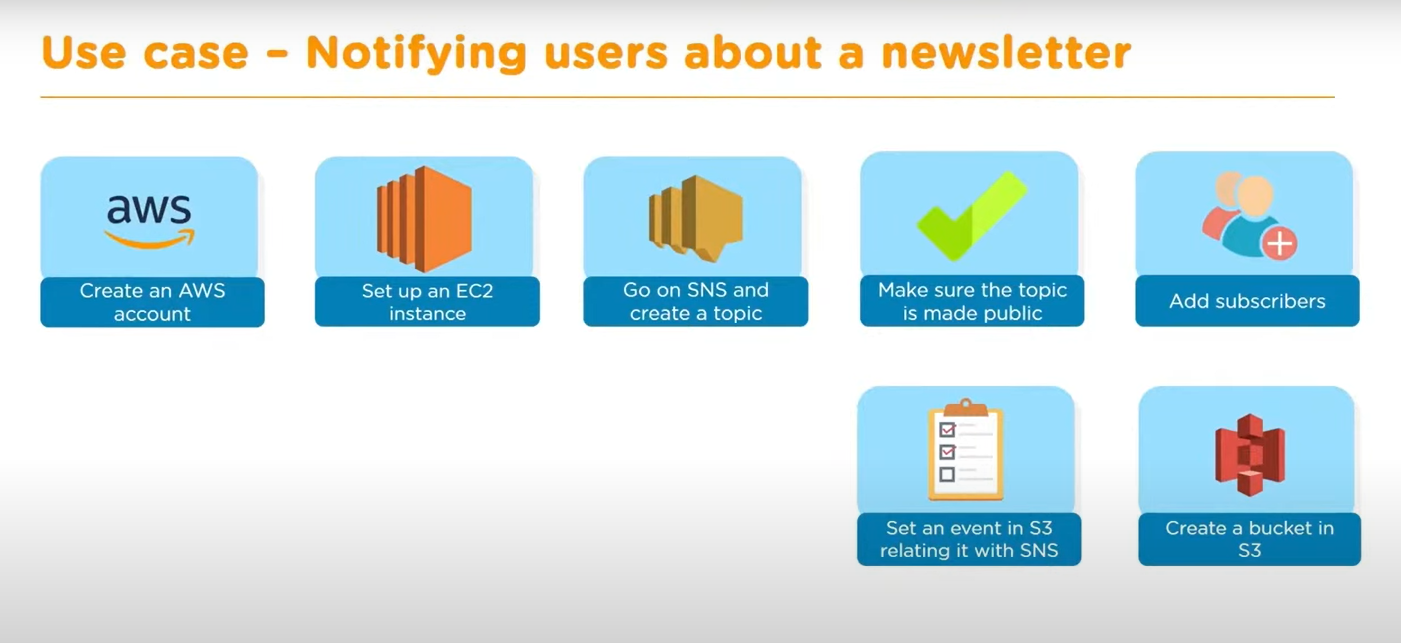 Use case – Notifying users about a newsletter
aws
Create an AWS
account
Set up an EC2
instance
Go on SNS and
create a topic
Make sure the topic
is made public
Add subscribers
Set an event in S3
relating it with SNS
Create a bucket in
S3